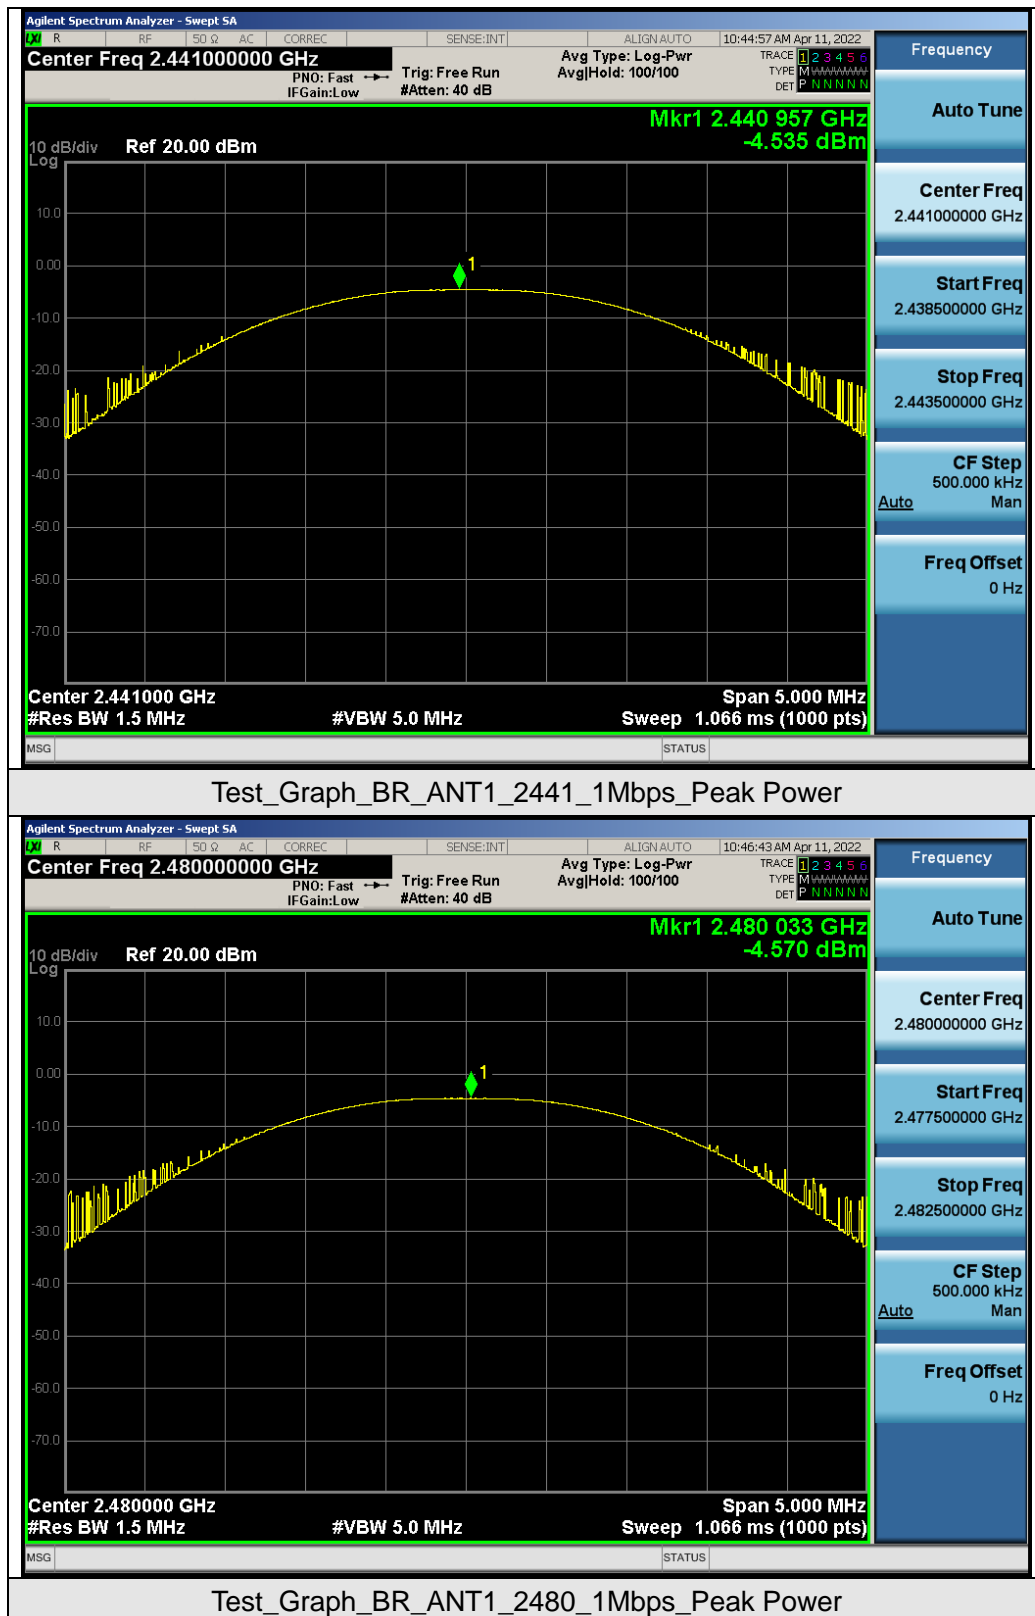 Agilent Spectrum Analyzer - Swept SA
LXI R RF 50 Ω AC CORREC SENSE:INT ALIGN AUTO 10:44:57 AM Apr 11, 2022
Center Freq 2.441000000 GHz
PNO: Fast
IFGain:Low
Trig: Free Run
#Atten: 40 dB
Avg Type: Log-Pwr
Avg|Hold: 100/100
TRACE 1 2 3 4 5 6
TYPE M WWWWW
DET P N N N N N
Mkr1 2.440 957 GHz
-4.535 dBm
10 dB/div Ref 20.00 dBm
Log
10.0
0.00
1
-10.0
-20.0
-30.0
-40.0
-50.0
-60.0
-70.0
Center 2.441000 GHz Span 5.000 MHz
#Res BW 1.5 MHz #VBW 5.0 MHz Sweep 1.066 ms (1000 pts)
MSG STATUS
Frequency
Auto Tune
Center Freq
2.441000000 GHz
Start Freq
2.438500000 GHz
Stop Freq
2.443500000 GHz
CF Step
500.000 kHz
Auto Man
Freq Offset
0 Hz
Test_Graph_BR_ANT1_2441_1Mbps_Peak Power
Agilent Spectrum Analyzer - Swept SA
LXI R RF 50 Ω AC CORREC SENSE:INT ALIGN AUTO 10:46:43 AM Apr 11, 2022
Center Freq 2.480000000 GHz
PNO: Fast
IFGain:Low
Trig: Free Run
#Atten: 40 dB
Avg Type: Log-Pwr
Avg|Hold: 100/100
TRACE 1 2 3 4 5 6
TYPE M WWWWW
DET P N N N N N
Mkr1 2.480 033 GHz
-4.570 dBm
10 dB/div Ref 20.00 dBm
Log
10.0
0.00
1
-10.0
-20.0
-30.0
-40.0
-50.0
-60.0
-70.0
Center 2.480000 GHz Span 5.000 MHz
#Res BW 1.5 MHz #VBW 5.0 MHz Sweep 1.066 ms (1000 pts)
MSG STATUS
Frequency
Auto Tune
Center Freq
2.480000000 GHz
Start Freq
2.477500000 GHz
Stop Freq
2.482500000 GHz
CF Step
500.000 kHz
Auto Man
Freq Offset
0 Hz
Test_Graph_BR_ANT1_2480_1Mbps_Peak Power